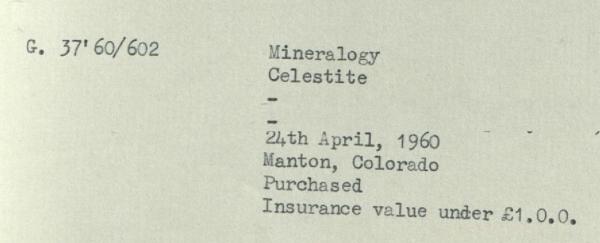 G. 37'60/602
Mineralogy
Celestite
-
-
24th April, 1960
Manton, Colorado
Purchased
Insurance value under £1.0.0.